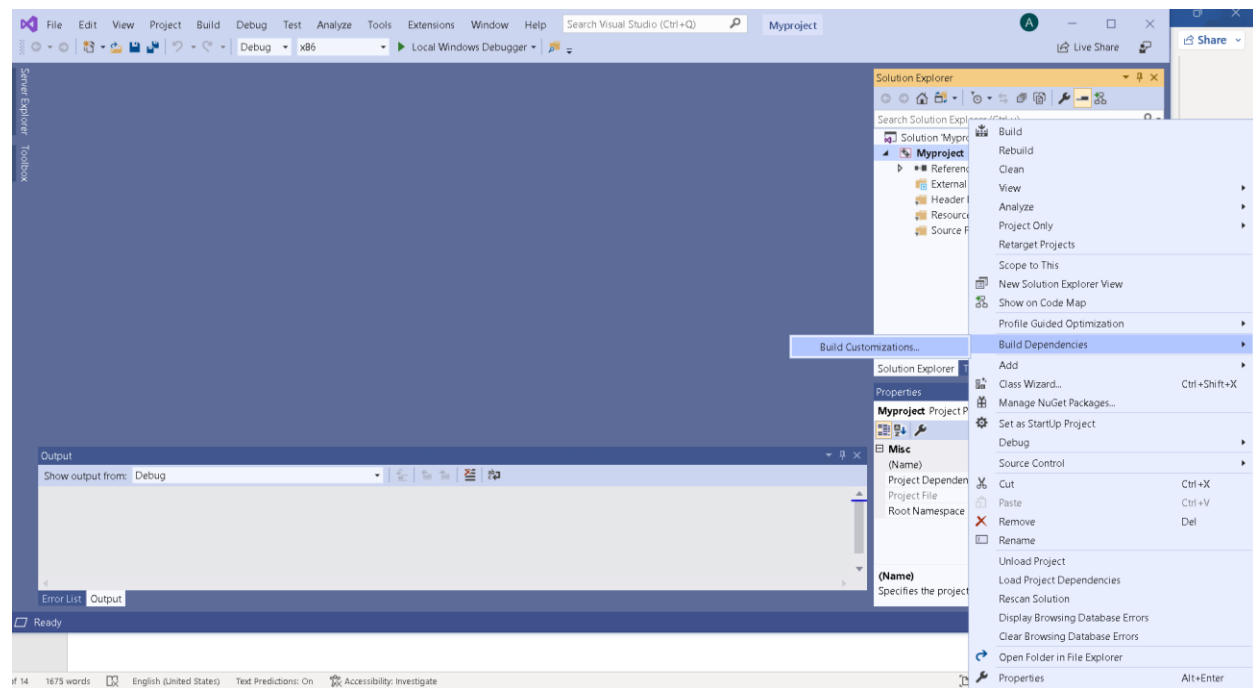 File Edit View Project Build Debug Test Analyze Tools Extensions Window Help Search Visual Studio (Ctrl+Q) Myproject A
Share
Debug x86 Local Windows Debugger Live Share
Server Explorer
Toolbox
Solution Explorer
Search Solution
Solution
Myproject
External
Header
Source
Solution Explorer
Properties
Myproject Project
Misc
(Name)
Project
Project File
Root Namespace
(Name)
Specifies the project
Build
Rebuild
Clean
View
Analyze
Project Only
Retarget Projects
Scope to This
New Solution Explorer View
Show on Code Map
Profile Guided Optimization
Build Dependencies
Build Customizations...
Add
Class Wizard... Ctrl+Shift+X
Manage NuGet Packages...
Set as StartUp Project
Debug
Source Control
Cut Ctrl+X
Paste Ctrl+V
Remove Del
Rename
Unload Project
Load Project Dependencies
Rescan Solution
Display Browsing Database Errors
Clear Browsing Database Errors
Open Folder in File Explorer
Properties Alt+Enter
Output
Show output from: Debug
Error List Output
Ready
of 14 1675 words English (United States) Text Predictions: On Accessibility: Investigate